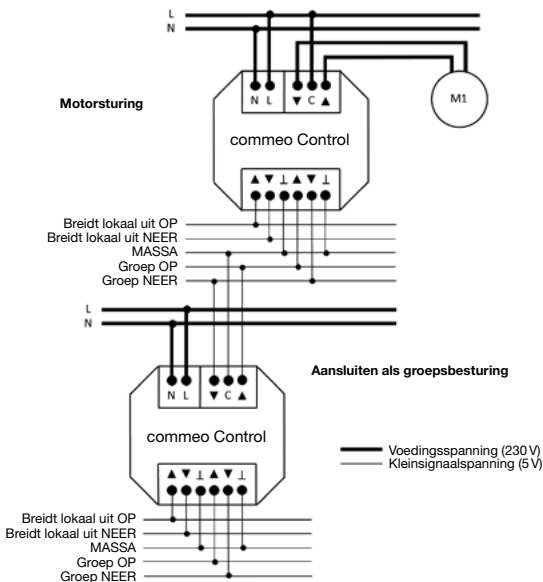 L
N
Motorsturing
N L ▼ C ▲
M1
commeo Control
▲ ▼ ⊥ ▲ ▼ ⊥
Breidt lokaal uit OP
Breidt lokaal uit NEER
MASSA
Groep OP
Groep NEER
L
N
Aansluiten als groepsbesturing
N L ▼ C ▲
commeo Control
Voedingsspanning (230 V)
Kleinsignaalspanning (5 V)
▲ ▼ ⊥ ▲ ▼ ⊥
Breidt lokaal uit OP
Breidt lokaal uit NEER
MASSA
Groep OP
Groep NEER